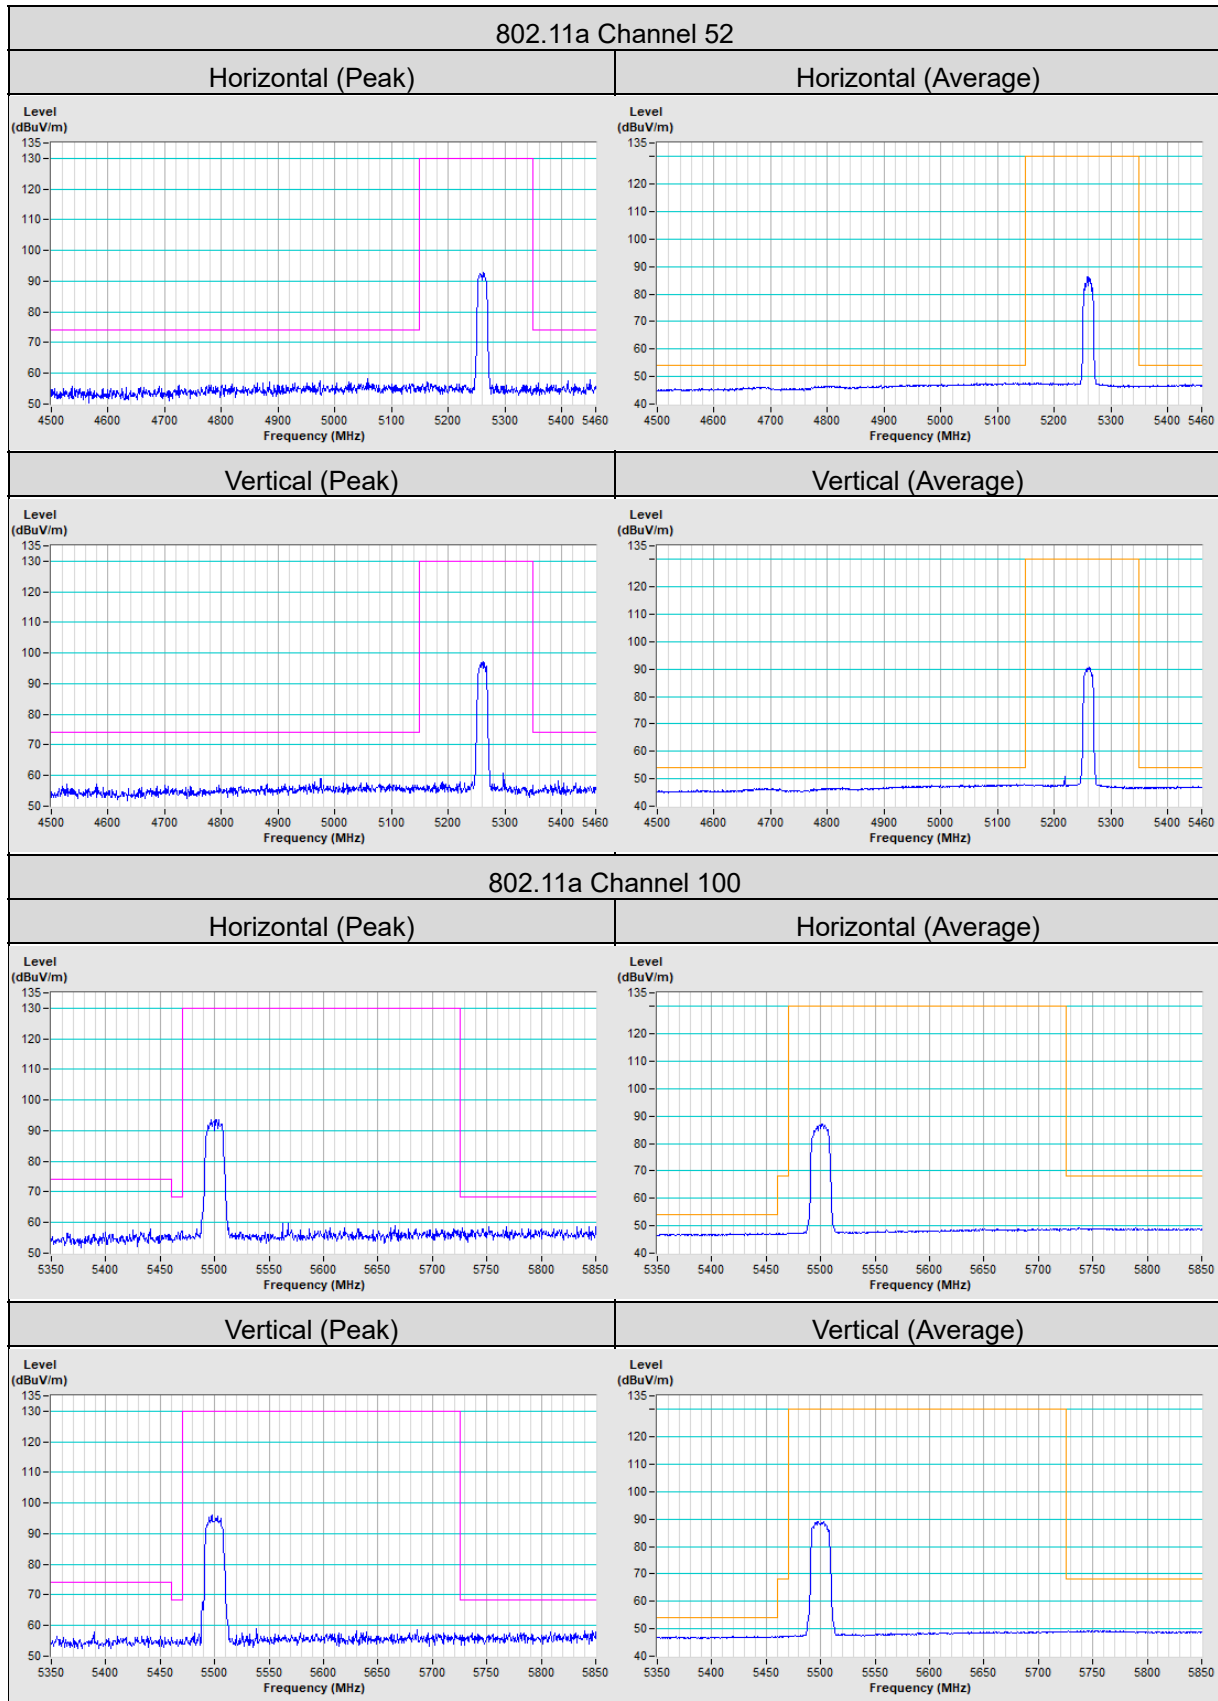 802.11a Channel 52
Horizontal (Peak)
Horizontal (Average)
Level
(dBuV/m)
135
130
120
110
100
90
80
70
60
50
4500 4600 4700 4800 4900 5000 5100 5200 5300 5400 5460
Frequency (MHz)
Level
(dBuV/m)
135
120
110
100
90
80
70
60
50
40
4500 4600 4700 4800 4900 5000 5100 5200 5300 5400 5460
Frequency (MHz)
Vertical (Peak)
Vertical (Average)
Level
(dBuV/m)
135
130
120
110
100
90
80
70
60
50
4500 4600 4700 4800 4900 5000 5100 5200 5300 5400 5460
Frequency (MHz)
Level
(dBuV/m)
135
120
110
100
90
80
70
60
50
40
4500 4600 4700 4800 4900 5000 5100 5200 5300 5400 5460
Frequency (MHz)
802.11a Channel 100
Horizontal (Peak)
Horizontal (Average)
Level
(dBuV/m)
135
130
120
110
100
90
80
70
60
50
5350 5400 5450 5500 5550 5600 5650 5700 5750 5800 5850
Frequency (MHz)
Level
(dBuV/m)
135
120
110
100
90
80
70
60
50
40
5350 5400 5450 5500 5550 5600 5650 5700 5750 5800 5850
Frequency (MHz)
Vertical (Peak)
Vertical (Average)
Level
(dBuV/m)
135
130
120
110
100
90
80
70
60
50
5350 5400 5450 5500 5550 5600 5650 5700 5750 5800 5850
Frequency (MHz)
Level
(dBuV/m)
135
120
110
100
90
80
70
60
50
40
5350 5400 5450 5500 5550 5600 5650 5700 5750 5800 5850
Frequency (MHz)